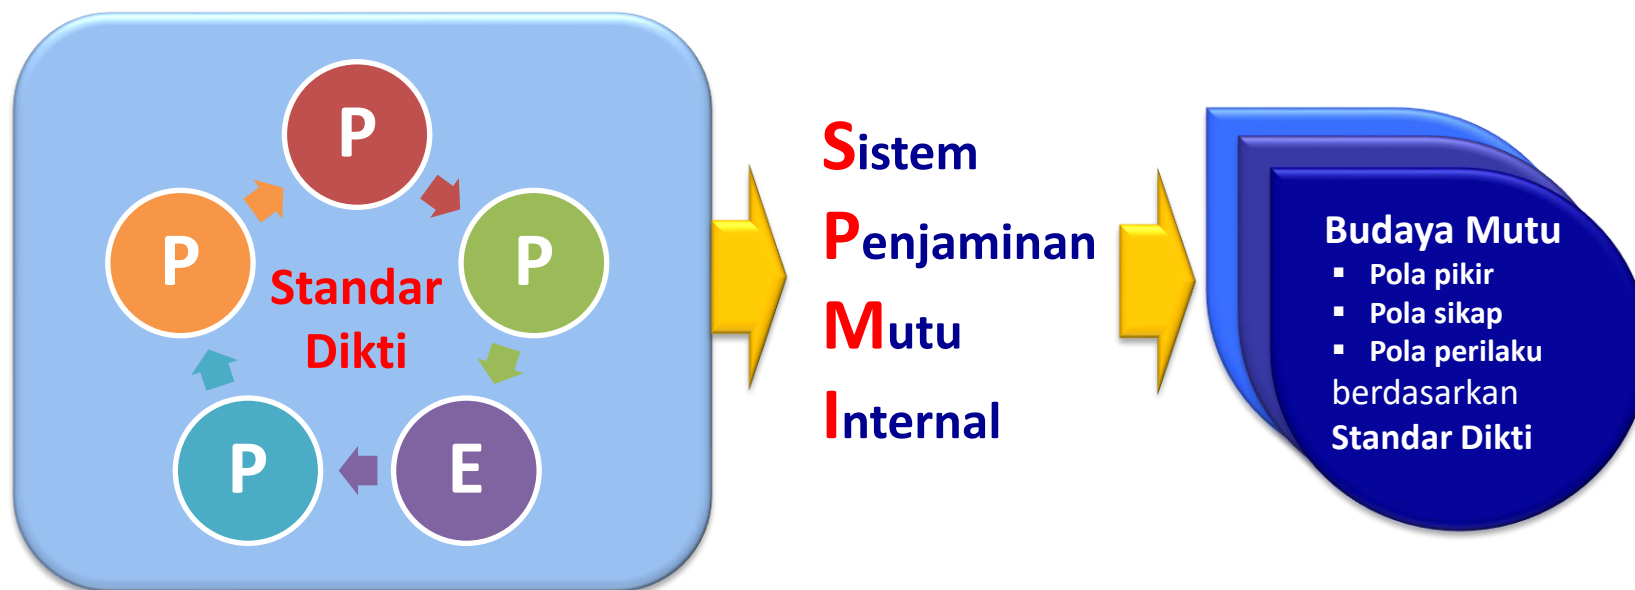 P
P
E
P
P
Standar
Dikti
Sistem
Penjaminan
Mutu
Internal
Budaya Mutu
▪ Pola pikir
▪ Pola sikap
▪ Pola perilaku
berdasarkan
Standar Dikti